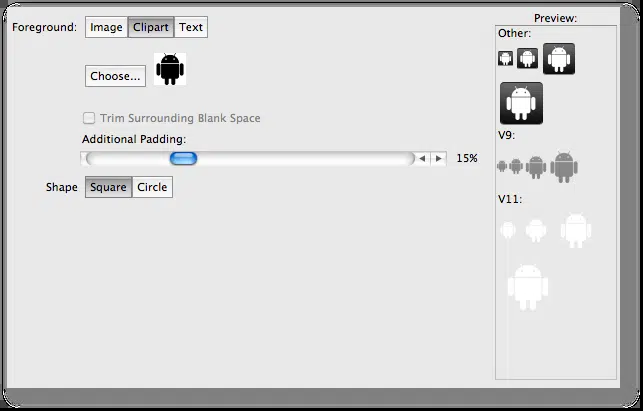 Foreground: Image Clipart Text
Choose...
Trim Surrounding Blank Space
Additional Padding:
15%
Shape Square Circle
Preview:
Other:
V9:
V11: